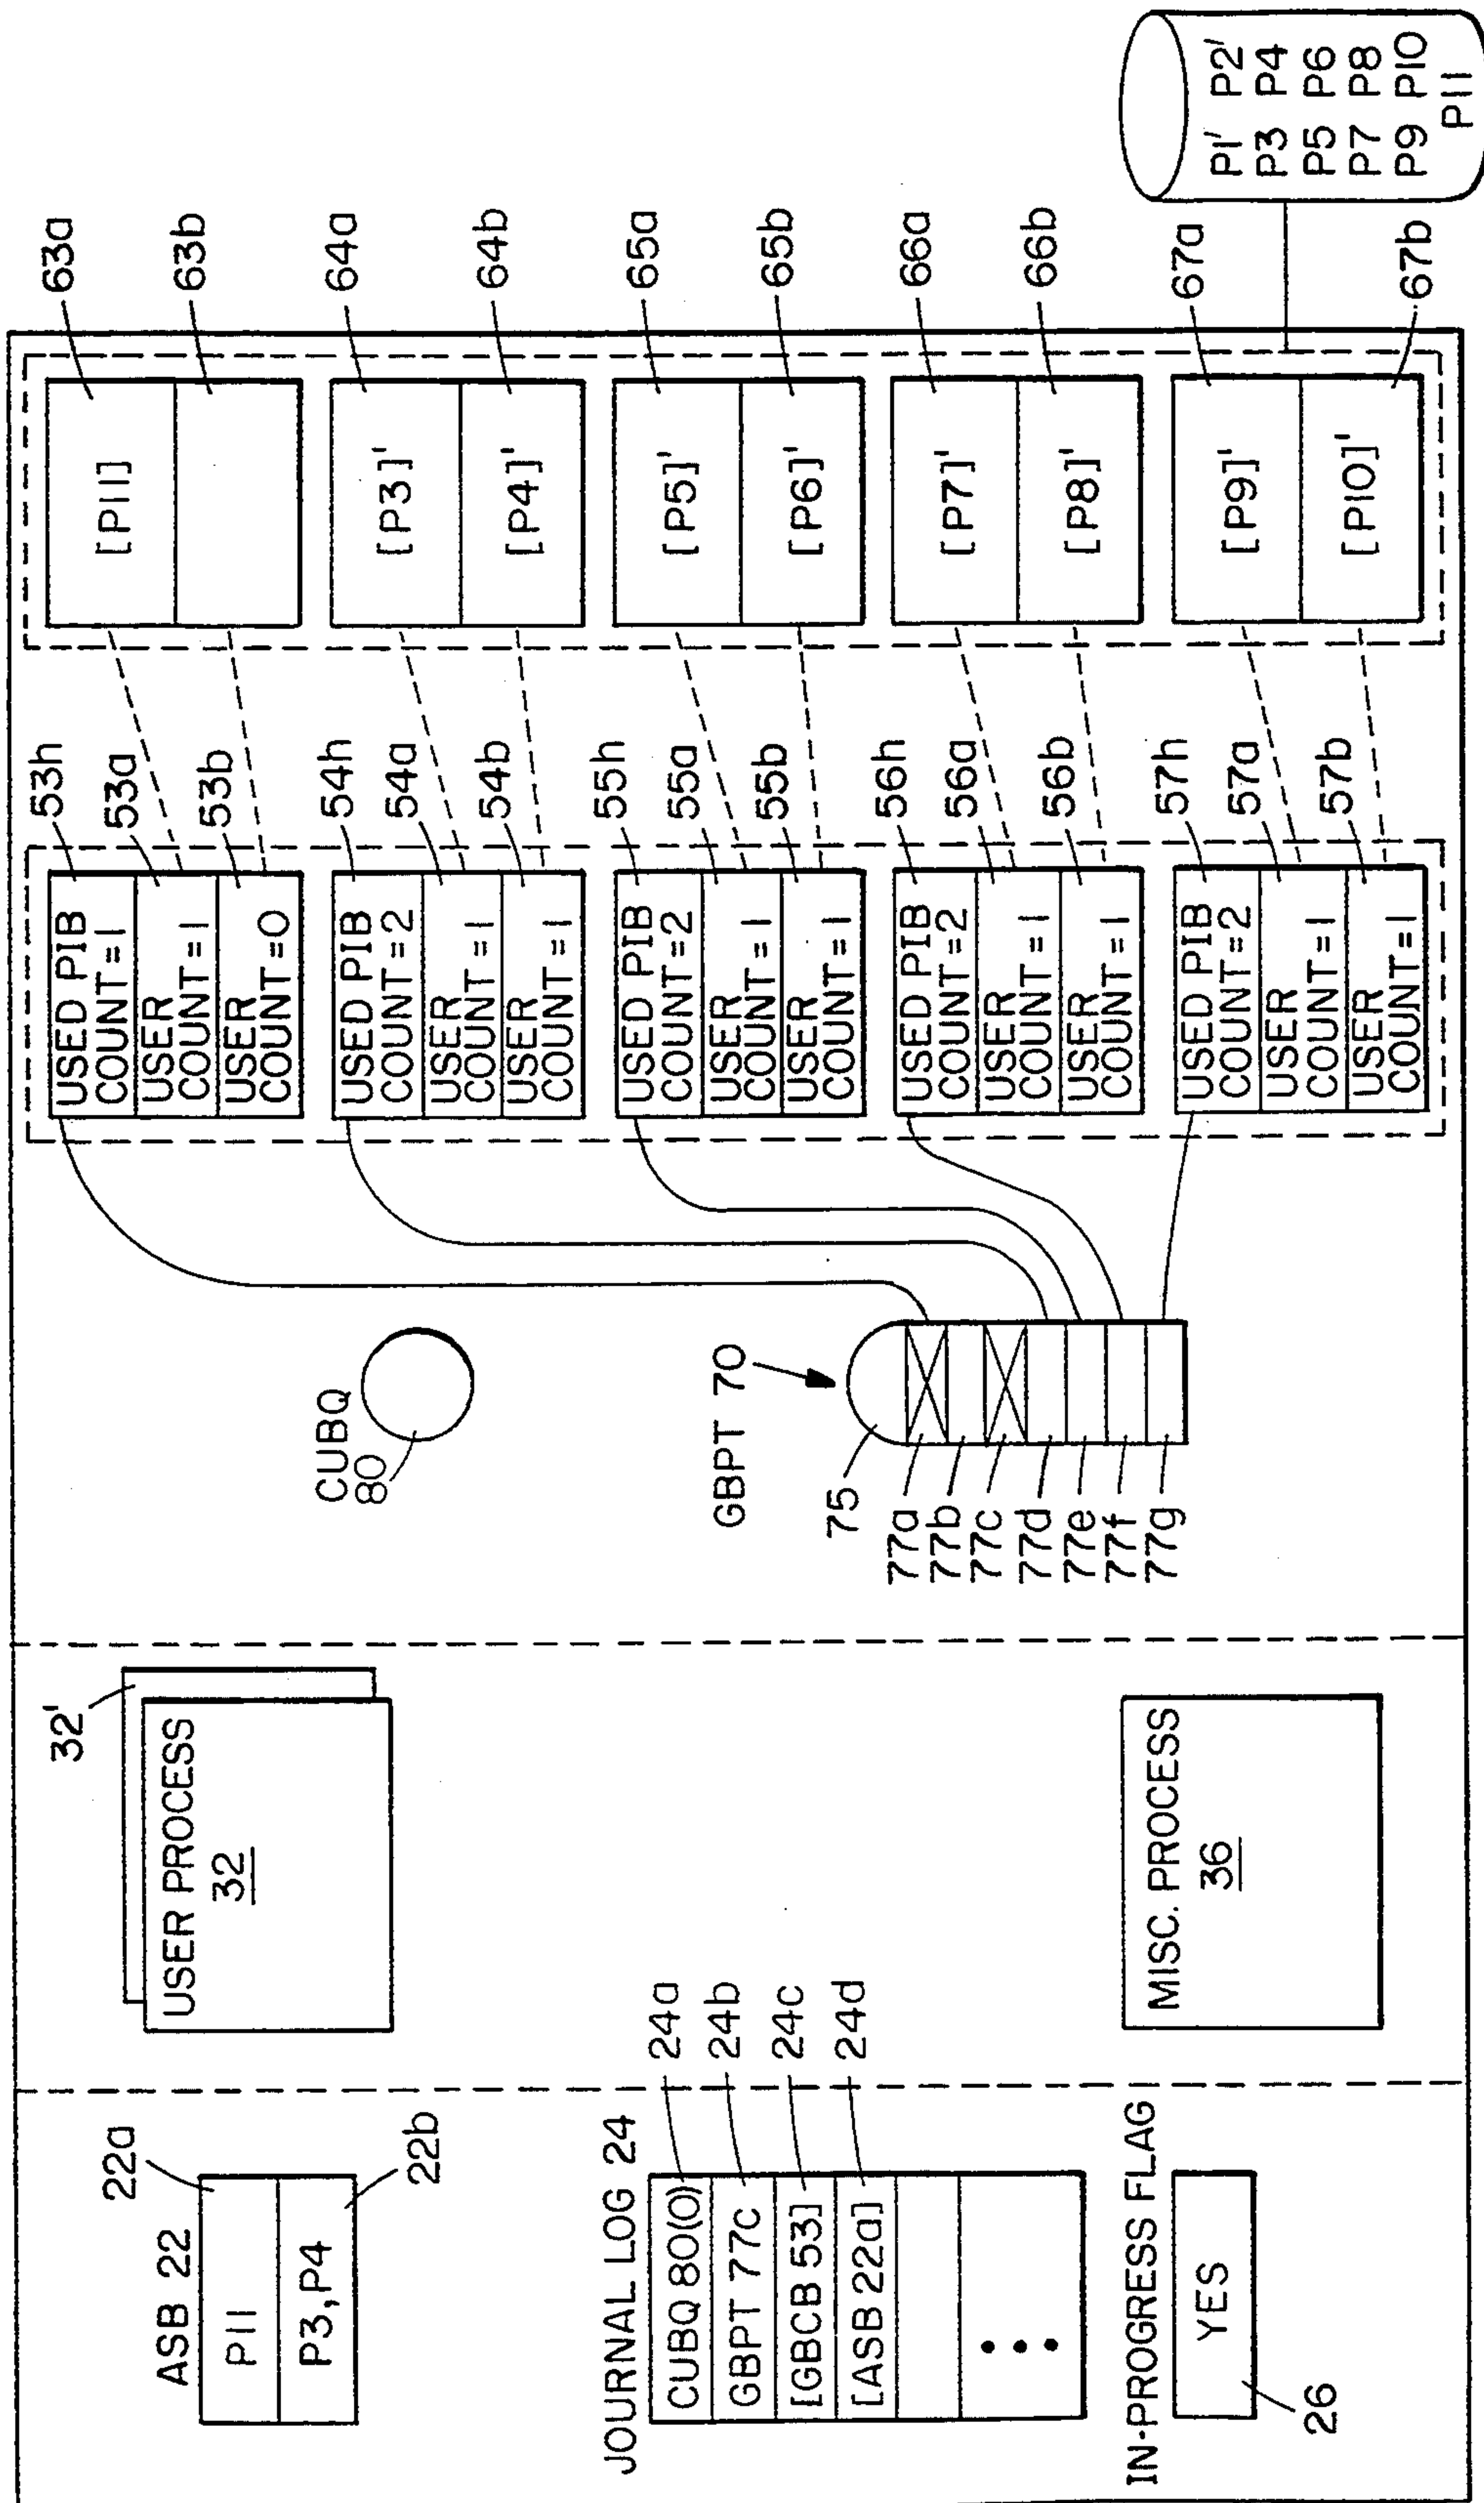 ASB 22
22a
P11
P3,P4
22b
JOURNAL LOG 24
CUBQ 80(0)
24a
GBPT 77c
24b
[GBCB 53]
24c
[ASB 22a]
24d
IN-PROGRESS FLAG
YES
26
32'
USER PROCESS
32
MISC. PROCESS
36
CUBQ
80
GBPT 70
75
77a
77b
77c
77d
77e
77f
77g
USED PIB
COUNT=1
USER
COUNT=1
USER
COUNT=0
53h
53a
53b
USED PIB
COUNT=2
USER
COUNT=1
USER
COUNT=1
54h
54a
54b
USED PIB
COUNT=2
USER
COUNT=1
USER
COUNT=1
55h
55a
55b
USED PIB
COUNT=2
USER
COUNT=1
USER
COUNT=1
56h
56a
56b
USED PIB
COUNT=2
USER
COUNT=1
USER
COUNT=1
57h
57a
57b
[P11]
63a
63b
[P3]'
[P4]'
64a
64b
[P5]'
[P6]'
65a
65b
[P7]'
[P8]'
66a
66b
[P9]'
[P10]'
67a
67b
P1' P2'
P3 P4
P5 P6
P7 P8
P9 P10
P11